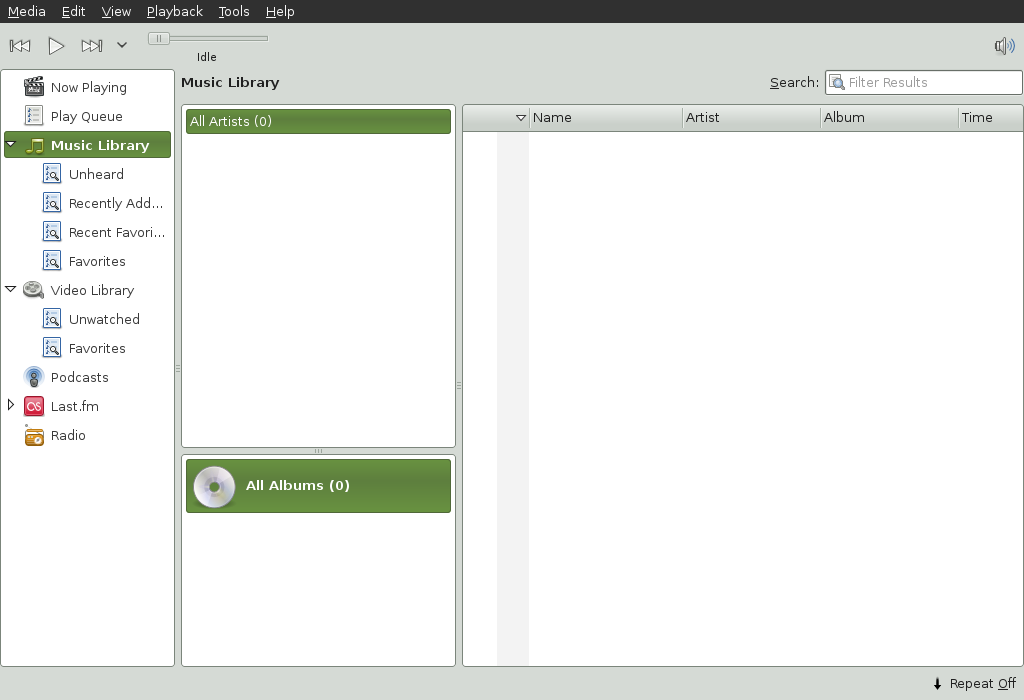 Media Edit View Playback Tools Help
Idle
Now Playing
Play Queue
Music Library
Unheard
Recently Add...
Recent Favori...
Favorites
Video Library
Unwatched
Favorites
Podcasts
Last.fm
Radio
Music Library
Search: Filter Results
All Artists (0)
All Albums (0)
Name Artist Album Time
Repeat Off